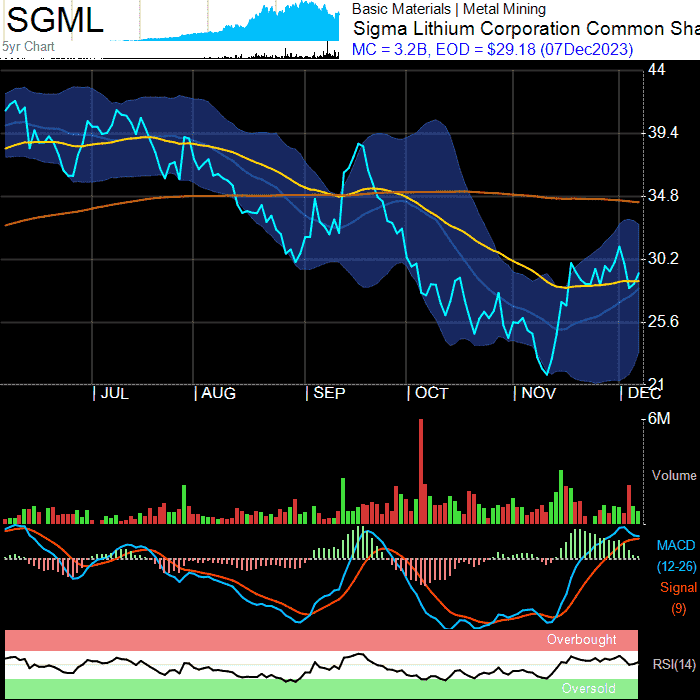 SGML
5yr Chart
Basic Materials | Metal Mining
Sigma Lithium Corporation Common Sha
MC = 3.2B, EOD = $29.18 (07Dec2023)
44
39.4
34.8
30.2
25.6
21
JUL AUG SEP OCT NOV DEC
6M
Volume
MACD
(12-26)
Signal
(9)
Overbought
RSI(14)
Oversold